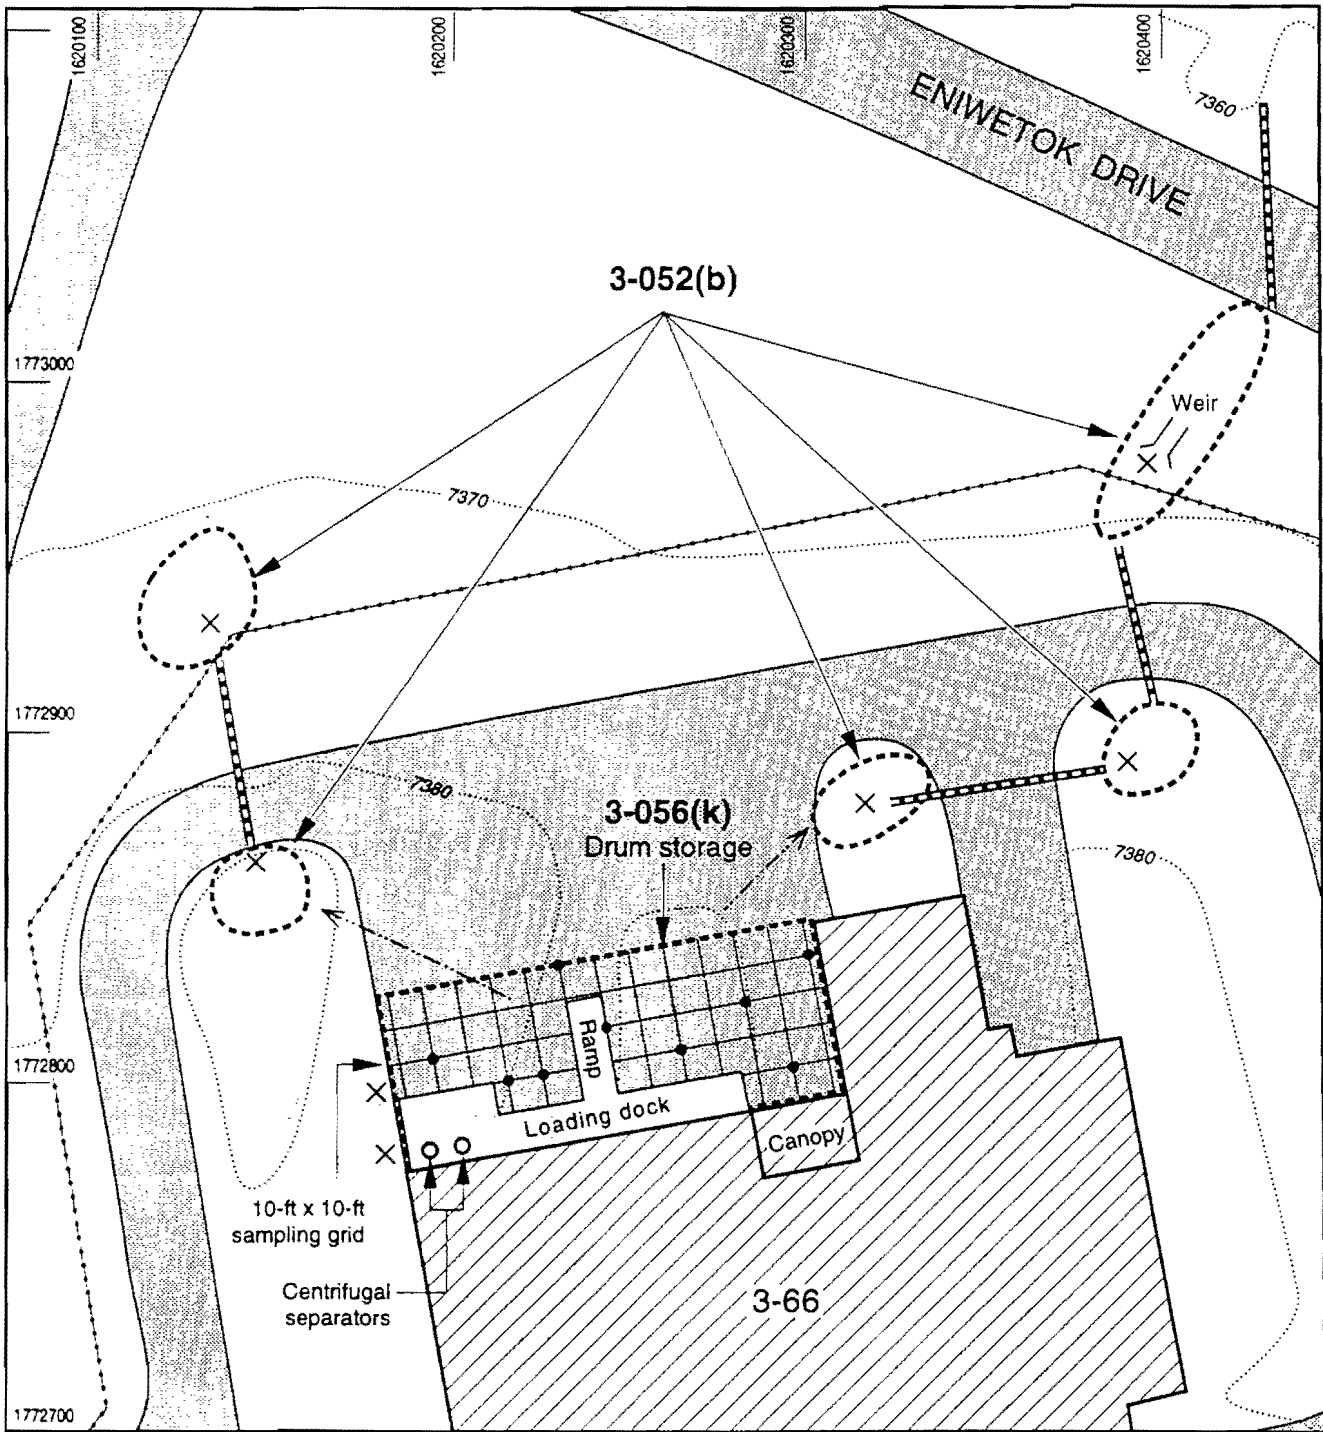 1620100
1620200
1620300
1620400
7360
ENIWETOK DRIVE
3-052(b)
1773000
Weir
7370
1772900
7380
3-056(k)
Drum storage
7380
Ramp
1772800
Loading dock
Canopy
10-ft x 10-ft
sampling grid
Centrifugal
separators
3-66
1772700